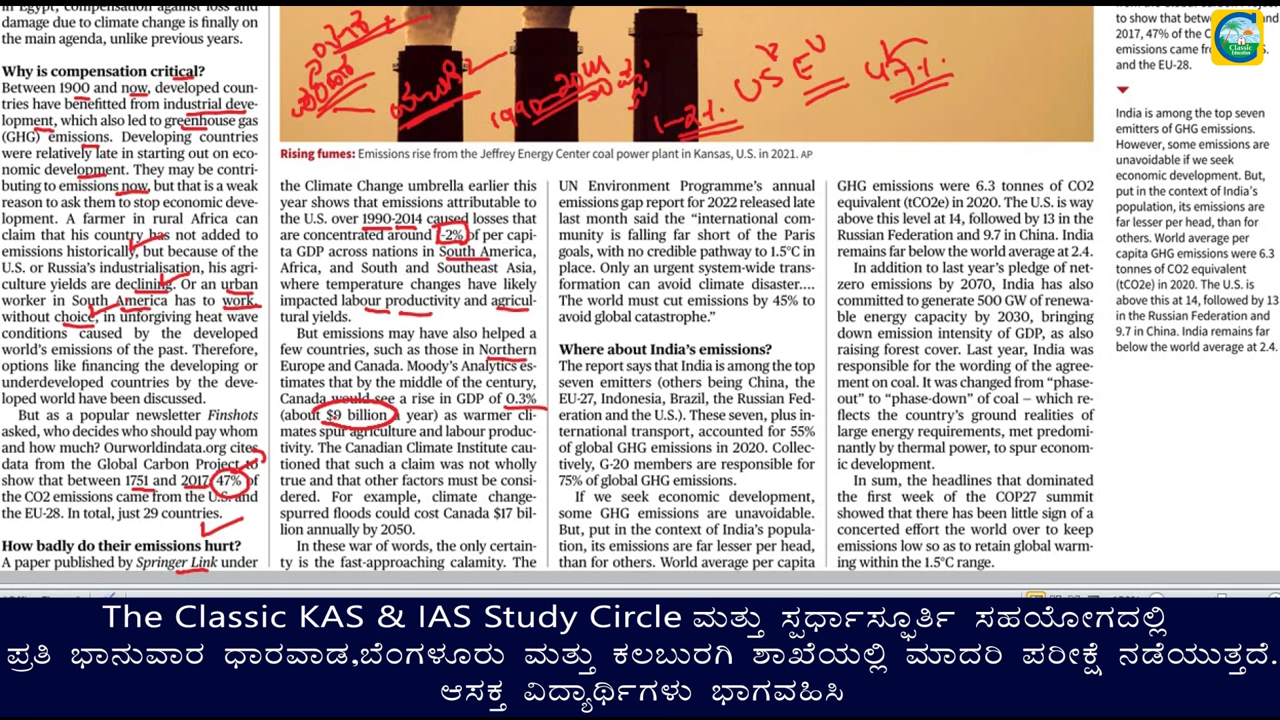 in Egypt, compensation against loss and
damage due to climate change is finally on
the main agenda, unlike previous years.
Why is compensation critical?
Between 1900 and now, developed coun-
tries have benefitted from industrial deve-
lopment, which also led to greenhouse gas
(GHG) emissions. Developing countries
were relatively late in starting out on eco-
nomic development. They may be contri-
buting to emissions now, but that is a weak
reason to ask them to stop economic deve-
lopment. A farmer in rural Africa can
claim that his country has not added to
emissions historically, but because of the
U.S. or Russia's industrialisation, his agri-
culture yields are declining. Or an urban
worker in South America has to work,
without choice, in unforgiving heat wave
conditions caused by the developed
world's emissions of the past. Therefore,
options like financing the developing or
underdeveloped countries by the deve-
loped world have been discussed.
But as a popular newsletter Finshots
asked, who decides who should pay whom
and how much? Ourworldindata.org cites
data from the Global Carbon Project to
show that between 1751 and 2017, 47% of
the CO2 emissions came from the U.S. and
the EU-28. In total, just 29 countries.
How badly do their emissions hurt?
A paper published by Springer Link under
US EU 47%
1990-2014
1-2%
Rising fumes: Emissions rise from the Jeffrey Energy Center coal power plant in Kansas, U.S. in 2021. AP
the Climate Change umbrella earlier this
year shows that emissions attributable to
the U.S. over 1990-2014 caused losses that
are concentrated around 1-2% of per capi-
ta GDP across nations in South America,
Africa, and South and Southeast Asia,
where temperature changes have likely
impacted labour productivity and agricul-
tural yields.
But emissions may have also helped a
few countries, such as those in Northern
Europe and Canada. Moody's Analytics es-
timates that by the middle of the century,
Canada would see a rise in GDP of 0.3%
(about $9 billion a year) as warmer cli-
mates spur agriculture and labour produc-
tivity. The Canadian Climate Institute cau-
tioned that such a claim was not wholly
true and that other factors must be consi-
dered. For example, climate change-
spurred floods could cost Canada $17 bil-
lion annually by 2050.
In these war of words, the only certain-
ty is the fast-approaching calamity. The
UN Environment Programme's annual
emissions gap report for 2022 released late
last month said the "international com-
munity is falling far short of the Paris
goals, with no credible pathway to 1.5°C in
place. Only an urgent system-wide trans-
formation can avoid climate disaster....
The world must cut emissions by 45% to
avoid global catastrophe."
Where about India's emissions?
The report says that India is among the top
seven emitters (others being China, the
EU-27, Indonesia, Brazil, the Russian Fed-
eration and the U.S.). These seven, plus in-
ternational transport, accounted for 55%
of global GHG emissions in 2020. Collec-
tively, G-20 members are responsible for
75% of global GHG emissions.
If we seek economic development,
some GHG emissions are unavoidable.
But, put in the context of India's popula-
tion, its emissions are far lesser per head,
than for others. World average per capita
GHG emissions were 6.3 tonnes of CO2
equivalent (tCO2e) in 2020. The U.S. is way
above this level at 14, followed by 13 in the
Russian Federation and 9.7 in China. India
remains far below the world average at 2.4.
In addition to last year's pledge of net-
zero emissions by 2070, India has also
committed to generate 500 GW of renewa-
ble energy capacity by 2030, bringing
down emission intensity of GDP, as also
raising forest cover. Last year, India was
responsible for the wording of the agree-
ment on coal. It was changed from "phase-
out" to "phase-down" of coal – which re-
flects the country's ground realities of
large energy requirements, met predomi-
nantly by thermal power, to spur econom-
ic development.
In sum, the headlines that dominated
the first week of the COP27 summit
showed that there has been little sign of a
concerted effort the world over to keep
emissions low so as to retain global warm-
ing within the 1.5°C range.
to show that between
2017, 47% of the
emissions came
and the EU-28.
India is among the top seven
emitters of GHG emissions.
However, some emissions are
unavoidable if we seek
economic development. But,
put in the context of India's
population, its emissions are
far lesser per head, than for
others. World average per
capita GHG emissions were 6.3
tonnes of CO2 equivalent
(tCO2e) in 2020. The U.S. is
above this at 14, followed by 13
in the Russian Federation and
9.7 in China. India remains far
below the world average at 2.4.
Classic
Education
The Classic KAS & IAS Study Circle ಮತ್ತು ಸ್ಪರ್ಧಾಸ್ಫೂರ್ತಿ ಸಹಯೋಗದಲ್ಲಿ
ಪ್ರತಿ ಭಾನುವಾರ ಧಾರವಾಡ,ಬೆಂಗಳೂರು ಮತ್ತು ಕಲಬುರಗಿ ಶಾಖೆಯಲ್ಲಿ ಮಾದರಿ ಪರೀಕ್ಷೆ ನಡೆಯುತ್ತದೆ.
ಆಸಕ್ತ ವಿದ್ಯಾರ್ಥಿಗಳು ಭಾಗವಹಿಸಿ